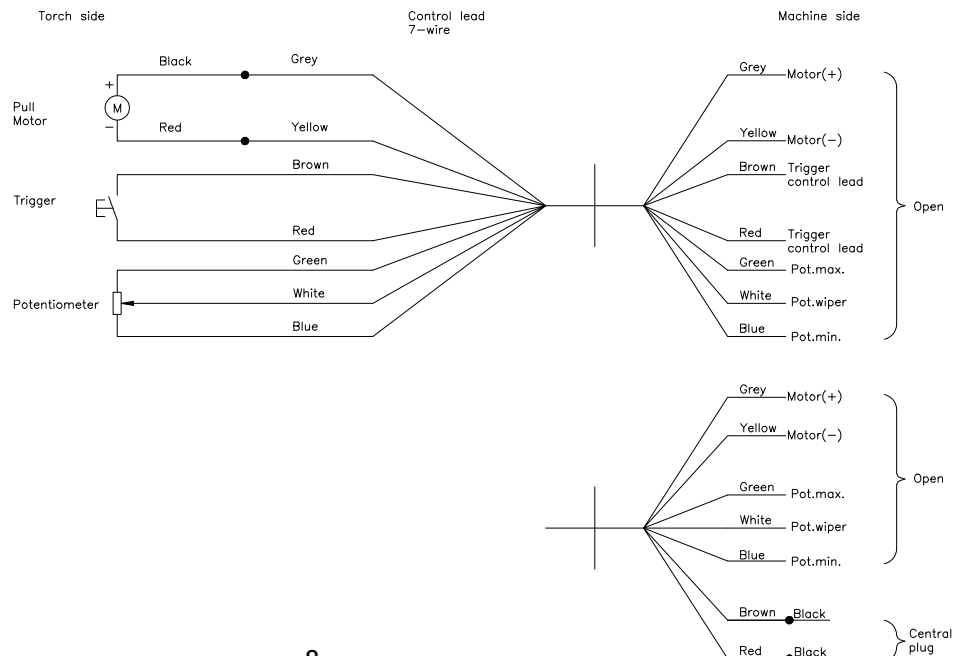 Torch side
Control lead
7-wire
Machine side
Black
Grey
Grey
Motor(+)
+
M
-
Pull
Motor
Red
Yellow
Yellow
Motor(-)
Brown
Brown
Trigger
control lead
Trigger
Open
Red
Red
Trigger
control lead
Green
Green
Pot.max.
Potentiometer
White
White
Pot.wiper
Blue
Blue
Pot.min.
Grey
Motor(+)
Yellow
Motor(-)
Open
Green
Pot.max.
White
Pot.wiper
Blue
Pot.min.
Brown
Black
Central
plug
Red
Black